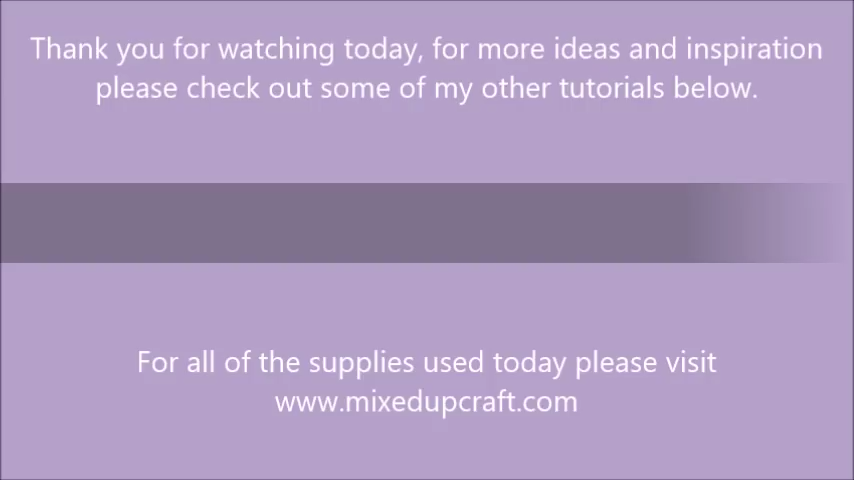 Thank you for watching today, for more ideas and inspiration
please check out some of my other tutorials below.
For all of the supplies used today please visit
www.mixedupcraft.com